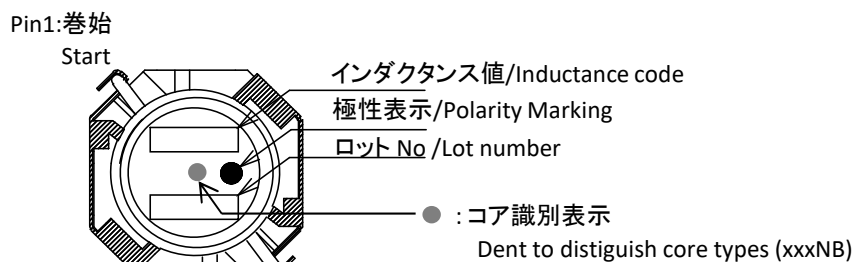 Pin1:巻始
Start
インダクタンス値/Inductance code
極性表示/Polarity Marking
ロット No /Lot number
: コア識別表示
Dent to distiguish core types (xxxNB)